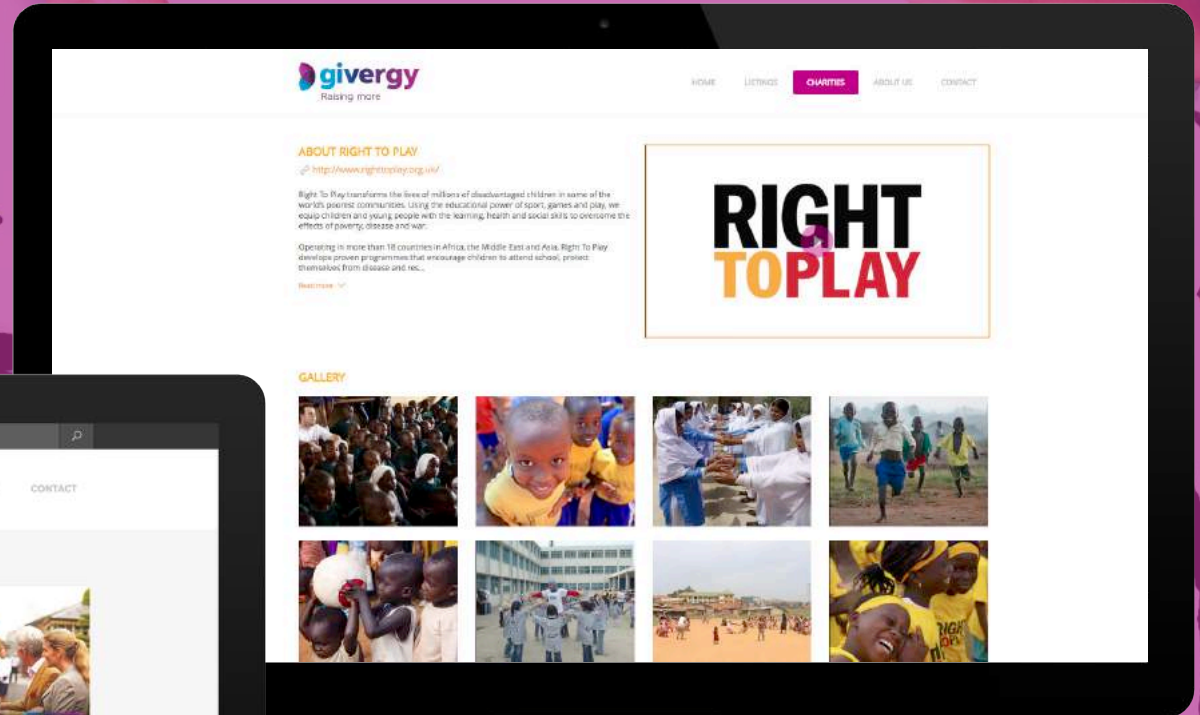 givergy
Raising more
HOME LISTINGS CHARITIES ABOUT US CONTACT
ABOUT RIGHT TO PLAY
http://www.righttoplay.org.uk/
Right To Play transforms the lives of millions of disadvantaged children in some of the
world's poorest communities. Using the educational power of sport, games and play, we
equip children and young people with the learning, health and social skills to overcome the
effects of poverty, disease and war.
Operating in more than 18 countries in Africa, the Middle East and Asia, Right To Play
develops proven programmes that encourage children to attend school, protect
themselves from disease and res...
Read more
RIGHT
TOPLAY
GALLERY
CONTACT